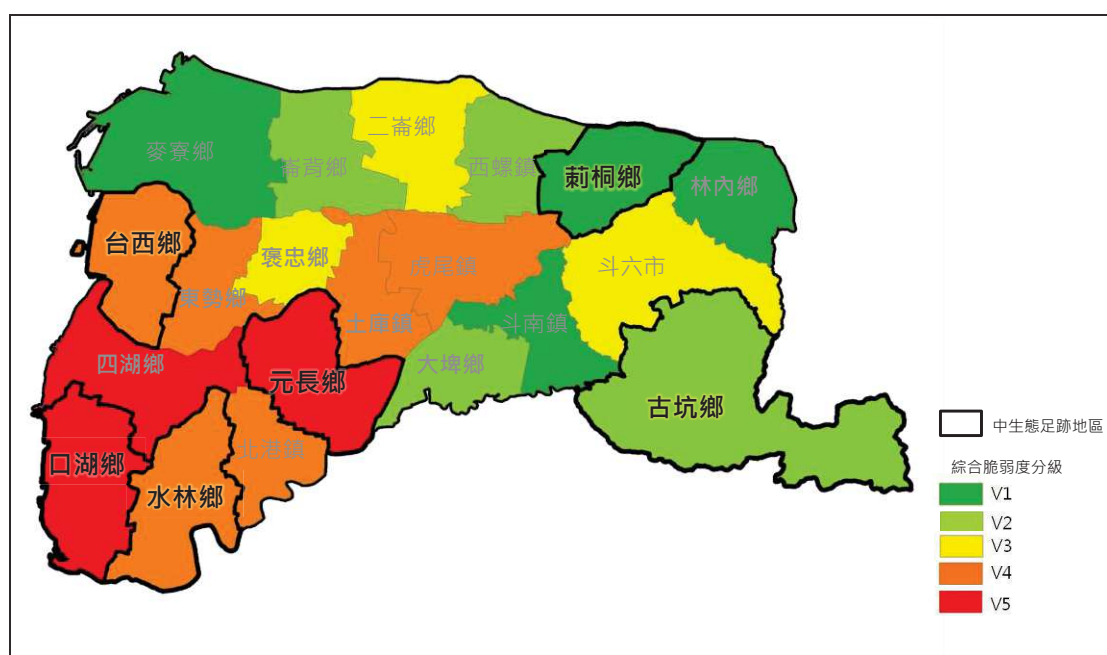 二崙鄉
麥寮鄉
崙背鄉
西螺鎮
莿桐鄉
林內鄉
台西鄉
褒忠鄉
虎尾鎮
斗六市
東勢鄉
土庫鎮
斗南鎮
四湖鄉
大埤鄉
元長鄉
古坑鄉
口湖鄉
北港鎮
水林鄉
中生態足跡地區
綜合脆弱度分級
V1
V2
V3
V4
V5